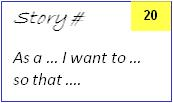 Story # 20
As a ... I want to ...
so that ....